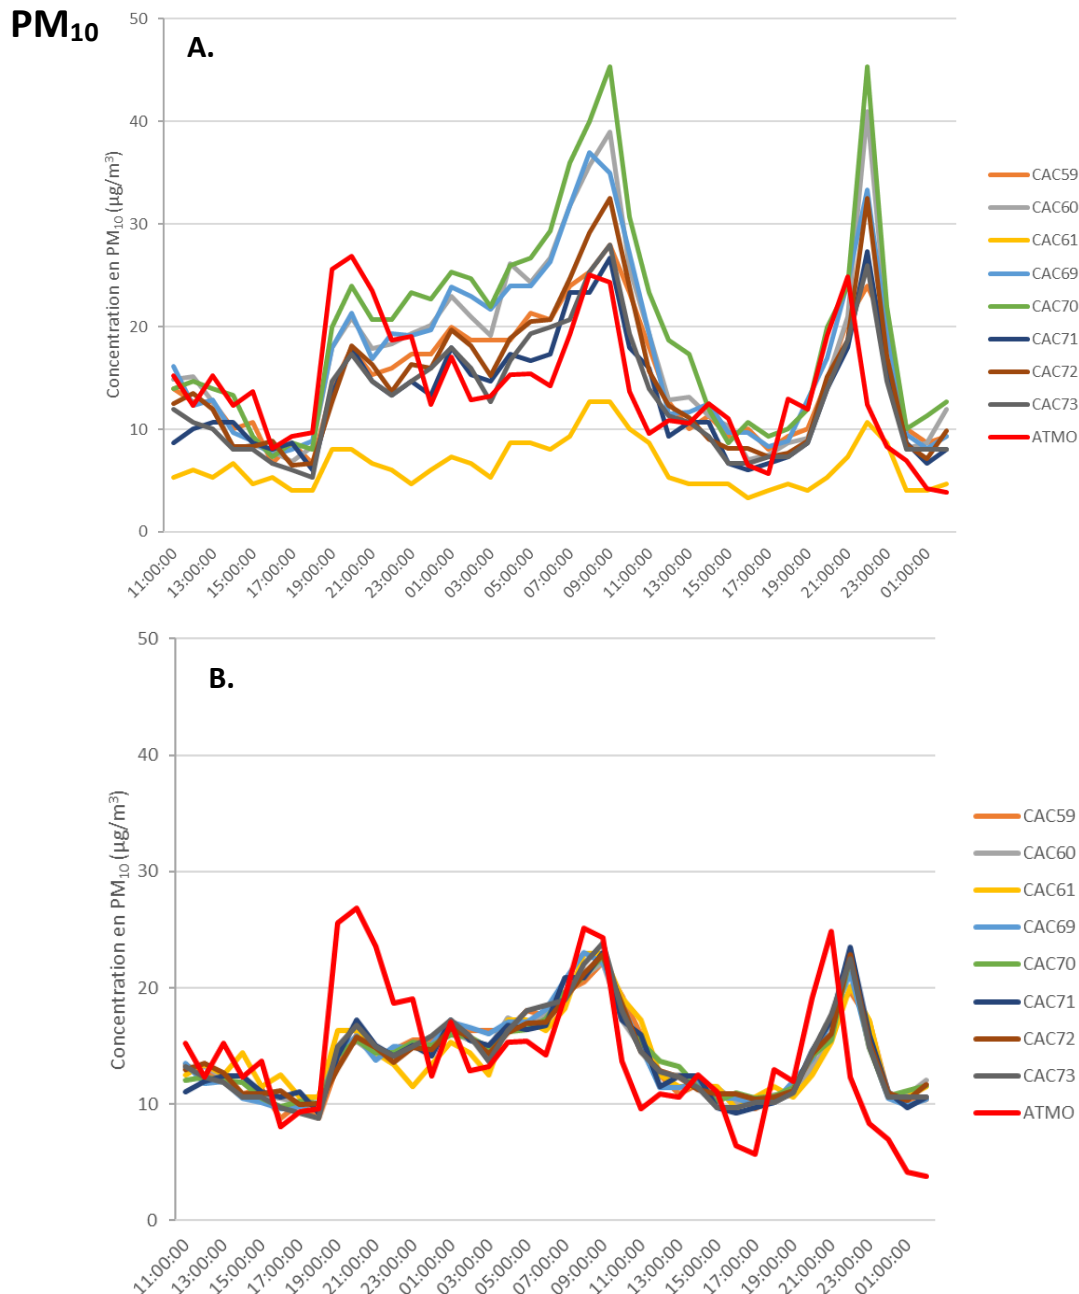 PM₁₀
A.
Concentration en PM₁₀ (µg/m³)
50
40
30
20
10
0
11:00:00
13:00:00
15:00:00
17:00:00
19:00:00
21:00:00
23:00:00
01:00:00
03:00:00
05:00:00
07:00:00
09:00:00
11:00:00
13:00:00
15:00:00
17:00:00
19:00:00
21:00:00
23:00:00
01:00:00
CAC59
CAC60
CAC61
CAC69
CAC70
CAC71
CAC72
CAC73
ATMO
B.
Concentration en PM₁₀ (µg/m³)
50
40
30
20
10
0
11:00:00
13:00:00
15:00:00
17:00:00
19:00:00
21:00:00
23:00:00
01:00:00
03:00:00
05:00:00
07:00:00
09:00:00
11:00:00
13:00:00
15:00:00
17:00:00
19:00:00
21:00:00
23:00:00
01:00:00
CAC59
CAC60
CAC61
CAC69
CAC70
CAC71
CAC72
CAC73
ATMO